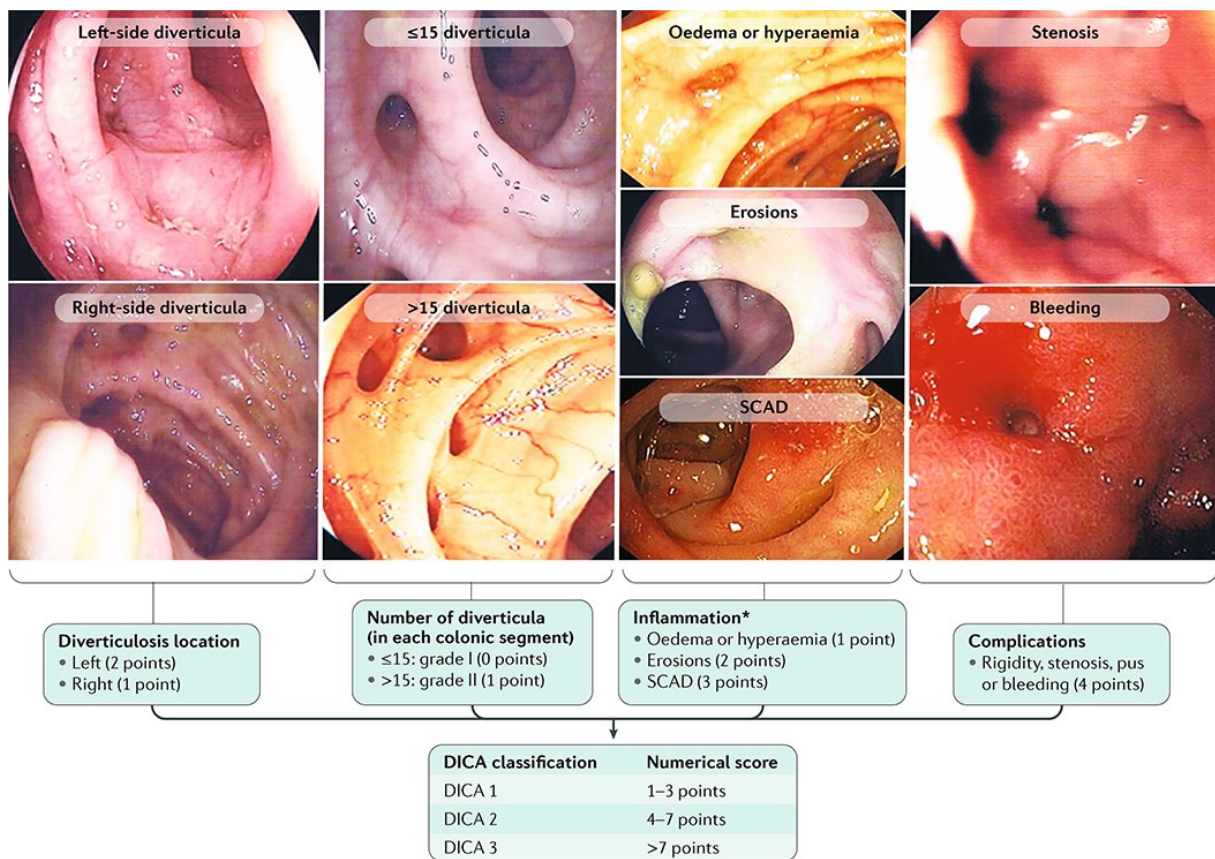 Left-side diverticula
≤15 diverticula
Oedema or hyperaemia
Stenosis
Erosions
Right-side diverticula
>15 diverticula
Bleeding
SCAD
Diverticulosis location
• Left (2 points)
• Right (1 point)
Number of diverticula
(in each colonic segment)
• ≤15: grade I (0 points)
• >15: grade II (1 point)
Inflammation*
• Oedema or hyperaemia (1 point)
• Erosions (2 points)
• SCAD (3 points)
Complications
• Rigidity, stenosis, pus
or bleeding (4 points)
DICA classification Numerical score
DICA 1 1–3 points
DICA 2 4–7 points
DICA 3 >7 points